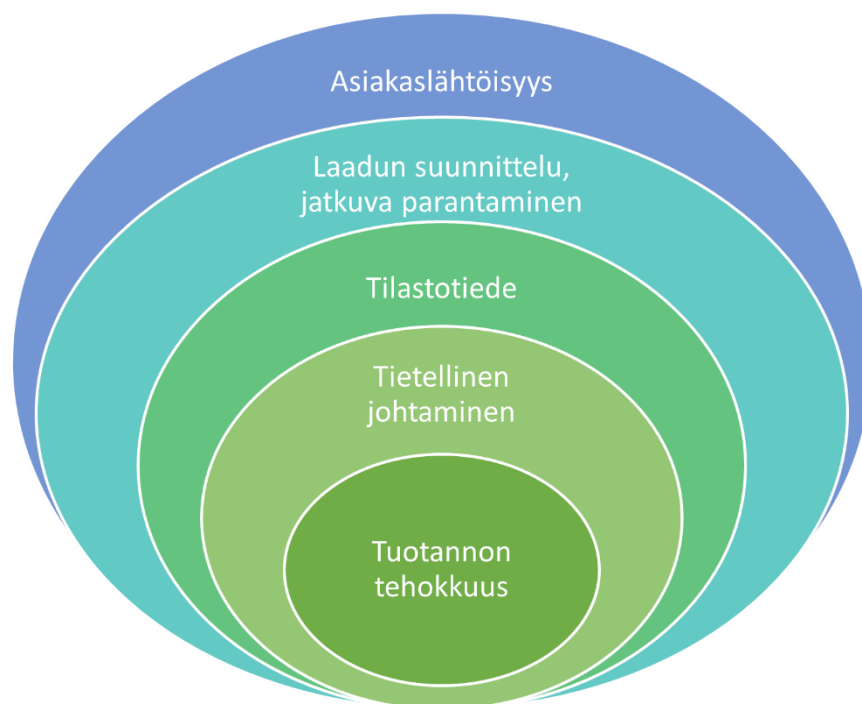 Asiakaslähtöisyys
Laadun suunnittelu,
jatkuva parantaminen
Tilastotiede
Tietellinen
johtaminen
Tuotannon
tehokkuus